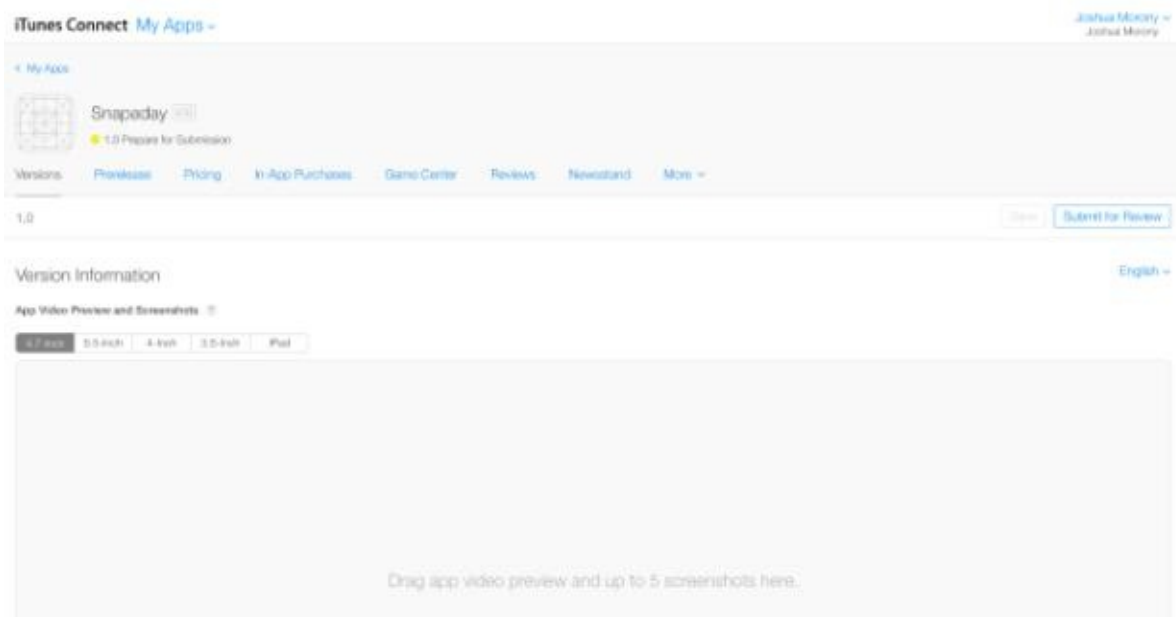 iTunes Connect My Apps
Joshua Morony
Joshua Morony
My Apps
Snapaday iOS
1.0 Prepare for Submission
Versions Prerelease Pricing In-App Purchases Game Center Reviews Newsstand More
1.0 Save Submit for Review
Version Information English
App Video Preview and Screenshots ?
4.7-Inch 5.5-Inch 4-Inch 3.5-Inch iPad
Drag app video preview and up to 5 screenshots here.